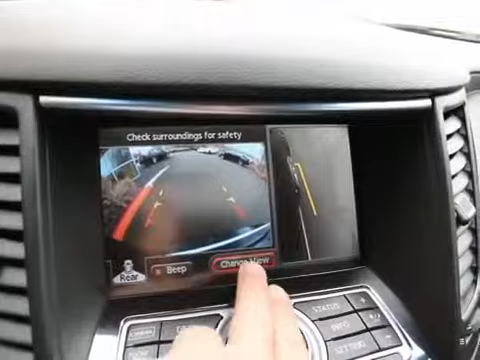 Check surroundings for safety
Rear
Beep
Change View
STATUS
INFO
SETTING